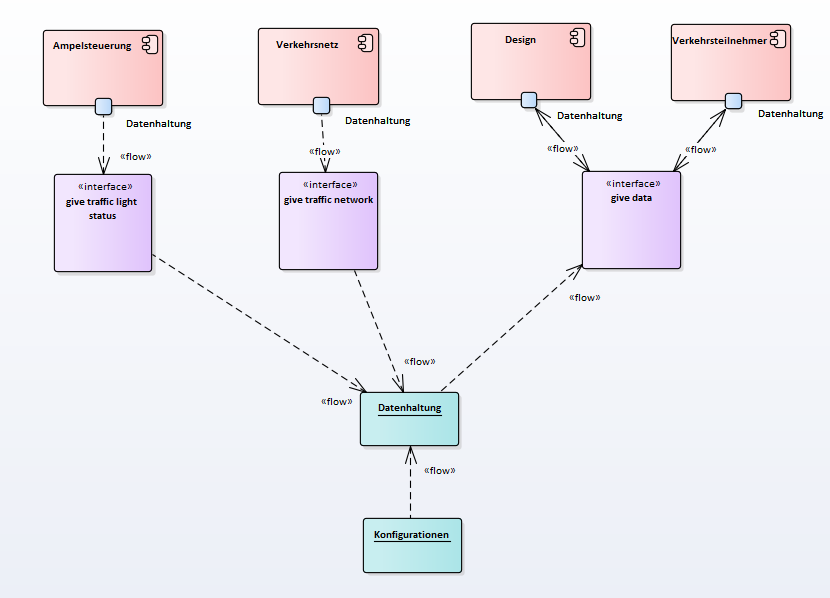 Ampelsteuerung
Verkehrsnetz
Design
Verkehrsteilnehmer
Datenhaltung
Datenhaltung
Datenhaltung
Datenhaltung
«flow»
«flow»
«flow»
«flow»
«interface»
give traffic light
status
«interface»
give traffic network
«interface»
give data
«flow»
«flow»
«flow»
Datenhaltung
«flow»
Konfigurationen